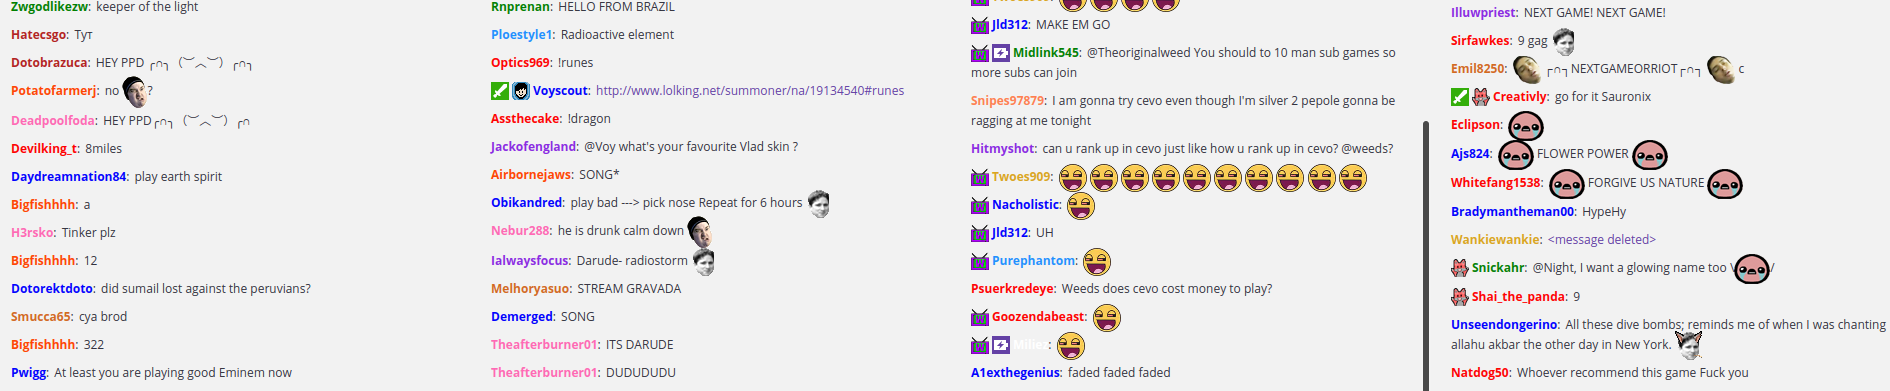 Zwgodlikezw: keeper of the light
Hatecsgo: Тут
Dotobrazuca: HEY PPD ╭∩╮ (︶︿︶) ╭∩╮
Potatofarmerj: no ?
Deadpoolfoda: HEY PPD╭∩╮ (︶︿︶) ╭∩
Devilking_t: 8miles
Daydreamnation84: play earth spirit
Bigfishhhh: a
H3rsko: Tinker plz
Bigfishhhh: 12
Dotorektdoto: did sumail lost against the peruvians?
Smucca65: cya brod
Bigfishhhh: 322
Pwigg: At least you are playing good Eminem now
Rnprenan: HELLO FROM BRAZIL
Ploestyle1: Radioactive element
Optics969: !runes
Voyscout: http://www.lolking.net/summoner/na/19134540#runes
Assthecake: !dragon
Jackofengland: @Voy what's your favourite Vlad skin ?
Airbornejaws: SONG*
Obikandred: play bad ---> pick nose Repeat for 6 hours
Nebur288: he is drunk calm down
Ialwaysfocus: Darude- radiostorm
Melhoryasuo: STREAM GRAVADA
Demerged: SONG
Theafterburner01: ITS DARUDE
Theafterburner01: DUDUDUDU
Jld312: MAKE EM GO
Midlink545: @Theoriginalweed You should to 10 man sub games so
more subs can join
Snipes97879: I am gonna try cevo even though I'm silver 2 pepole gonna be
ragging at me tonight
Hitmyshot: can u rank up in cevo just like how u rank up in cevo? @weeds?
Twoes909:
Nacholistic:
Jld312: UH
Purephantom:
Psuerkredeye: Weeds does cevo cost money to play?
Goozendabeast:
A1exthegenius: faded faded faded
Illuwpriest: NEXT GAME! NEXT GAME!
Sirfawkes: 9 gag
Emil8250: ╭∩╮NEXTGAMEORRIOT╭∩╮ c
Creativly: go for it Sauronix
Eclipson:
Ajs824: FLOWER POWER
Whitefang1538: FORGIVE US NATURE
Bradymantheman00: HypeHy
Wankiewankie: <message deleted>
Snickahr: @Night, I want a glowing name too \ /
Shai_the_panda: 9
Unseendongerino: All these dive bombs; reminds me of when I was chanting
allahu akbar the other day in New York.
Natdog50: Whoever recommend this game Fuck you